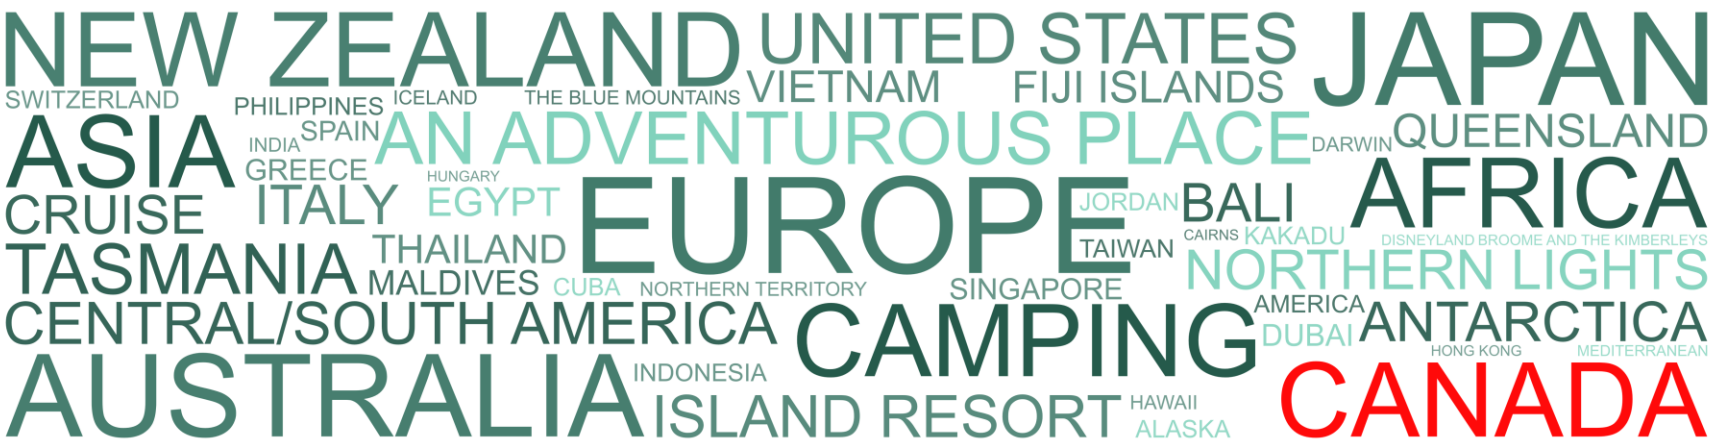 NEW ZEALAND
UNITED STATES
JAPAN
VIETNAM
FIJI ISLANDS
SWITZERLAND
PHILIPPINES
ICELAND
THE BLUE MOUNTAINS
ASIA
INDIA
SPAIN
AN ADVENTUROUS PLACE
DARWIN
QUEENSLAND
GREECE
HUNGARY
EUROPE
AFRICA
CRUISE
ITALY
EGYPT
JORDAN
BALI
CAIRNS
KAKADU
DISNEYLAND
BROOME AND THE KIMBERLEYS
TASMANIA
THAILAND
TAIWAN
NORTHERN LIGHTS
MALDIVES
CUBA
NORTHERN TERRITORY
SINGAPORE
CENTRAL/SOUTH AMERICA
CAMPING
AMERICA
DUBAI
ANTARCTICA
HONG KONG
MEDITERRANEAN
AUSTRALIA
INDONESIA
ISLAND RESORT
HAWAII
ALASKA
CANADA